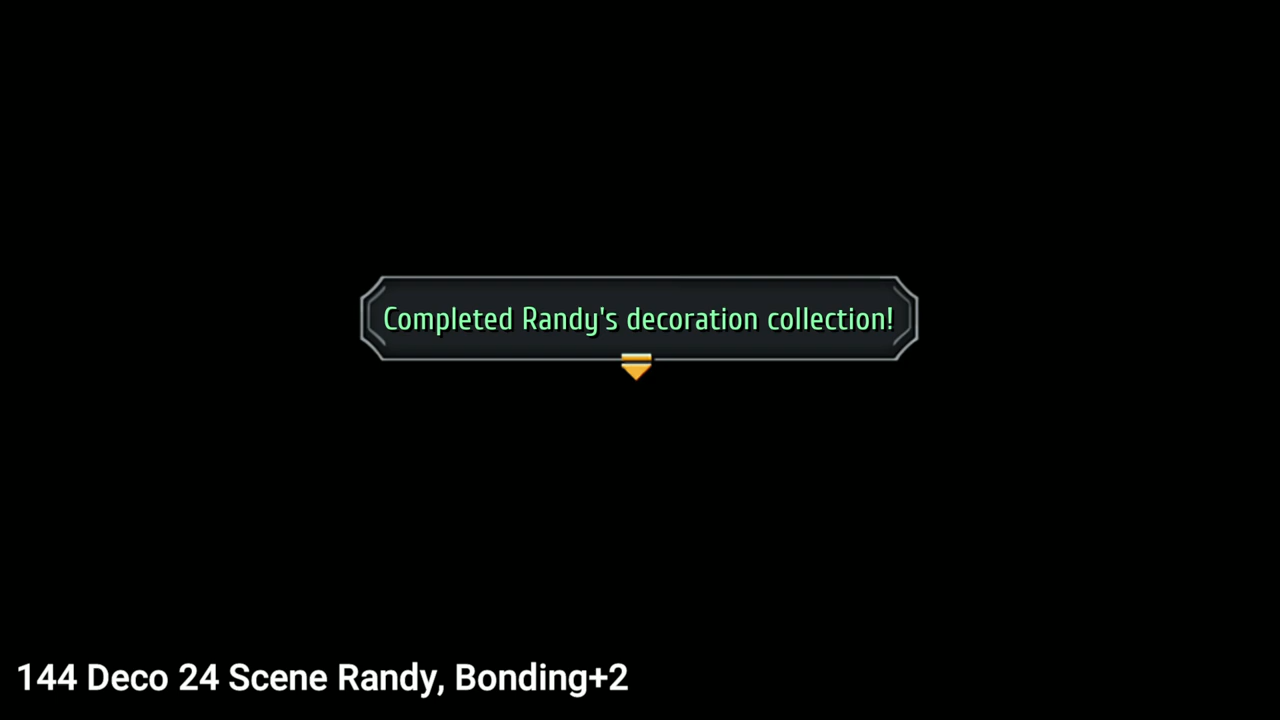 Completed Randy's decoration collection!
144 Deco 24 Scene Randy, Bonding+2